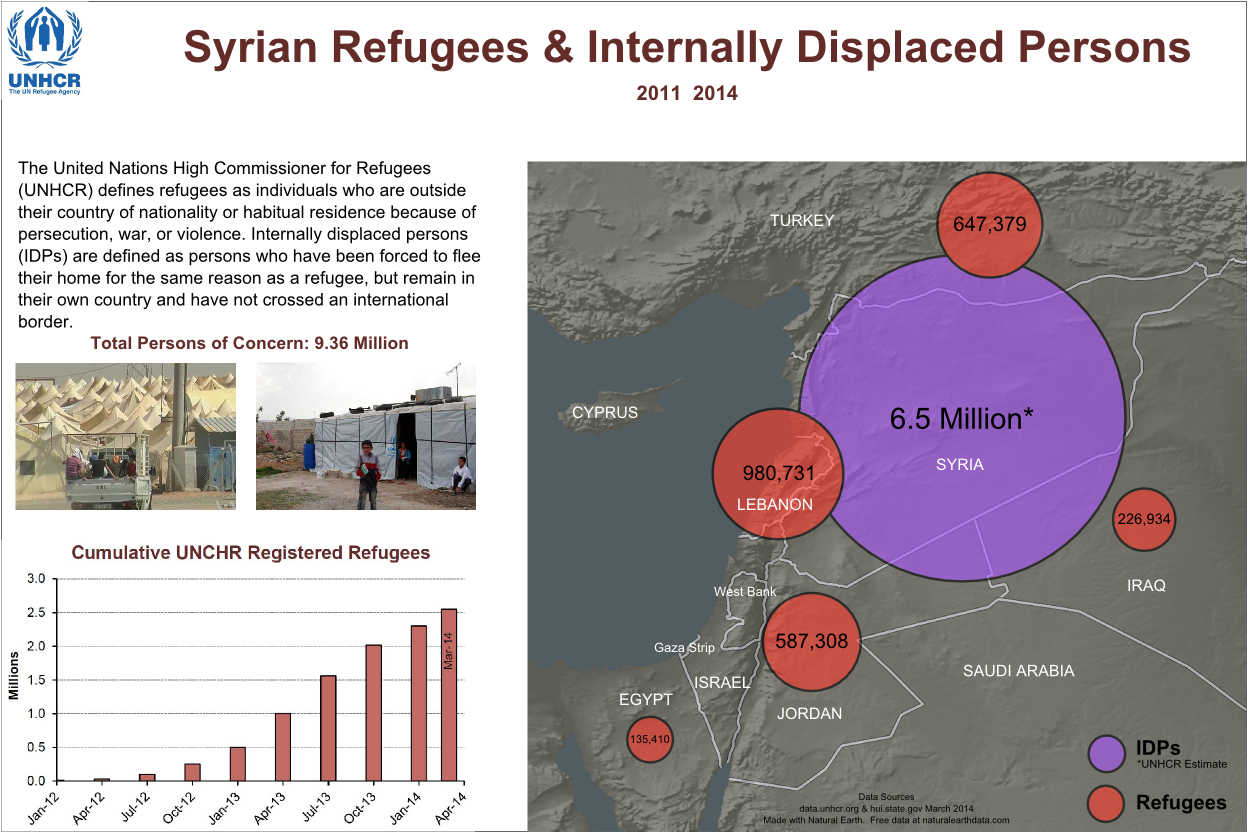 UNHCR
The UN Refugee Agency
Syrian Refugees & Internally Displaced Persons
2011  2014
The United Nations High Commissioner for Refugees
(UNHCR) defines refugees as individuals who are outside
their country of nationality or habitual residence because of
persecution, war, or violence. Internally displaced persons
(IDPs) are defined as persons who have been forced to flee
their home for the same reason as a refugee, but remain in
their own country and have not crossed an international
border.
Total Persons of Concern: 9.36 Million
Cumulative UNCHR Registered Refugees
Millions
3.0
2.5
2.0
1.5
1.0
0.5
0.0
Mar-14
Jan-12
Apr-12
Jul-12
Oct-12
Jan-13
Apr-13
Jul-13
Oct-13
Jan-14
Apr-14
TURKEY
647,379
CYPRUS
6.5 Million*
SYRIA
980,731
LEBANON
226,934
IRAQ
West Bank
587,308
Gaza Strip
ISRAEL
SAUDI ARABIA
EGYPT
JORDAN
135,410
IDPs
*UNHCR Estimate
Refugees
Data Sources
data.unhcr.org & hui.state.gov March 2014
Made with Natural Earth.  Free data at naturalearthdata.com